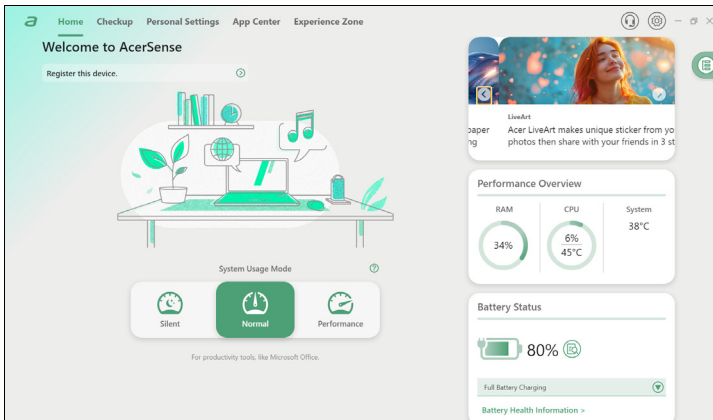 a Home Checkup Personal Settings App Center Experience Zone
Welcome to AcerSense
Register this device.
LiveArt
paper Acer LiveArt makes unique sticker from yo
ng photos then share with your friends in 3 st
Performance Overview
RAM CPU System
34% 6% 38°C
45°C
System Usage Mode ?
Silent Normal Performance
For productivity tools, like Microsoft Office.
Battery Status
80%
Full Battery Charging
Battery Health Information >